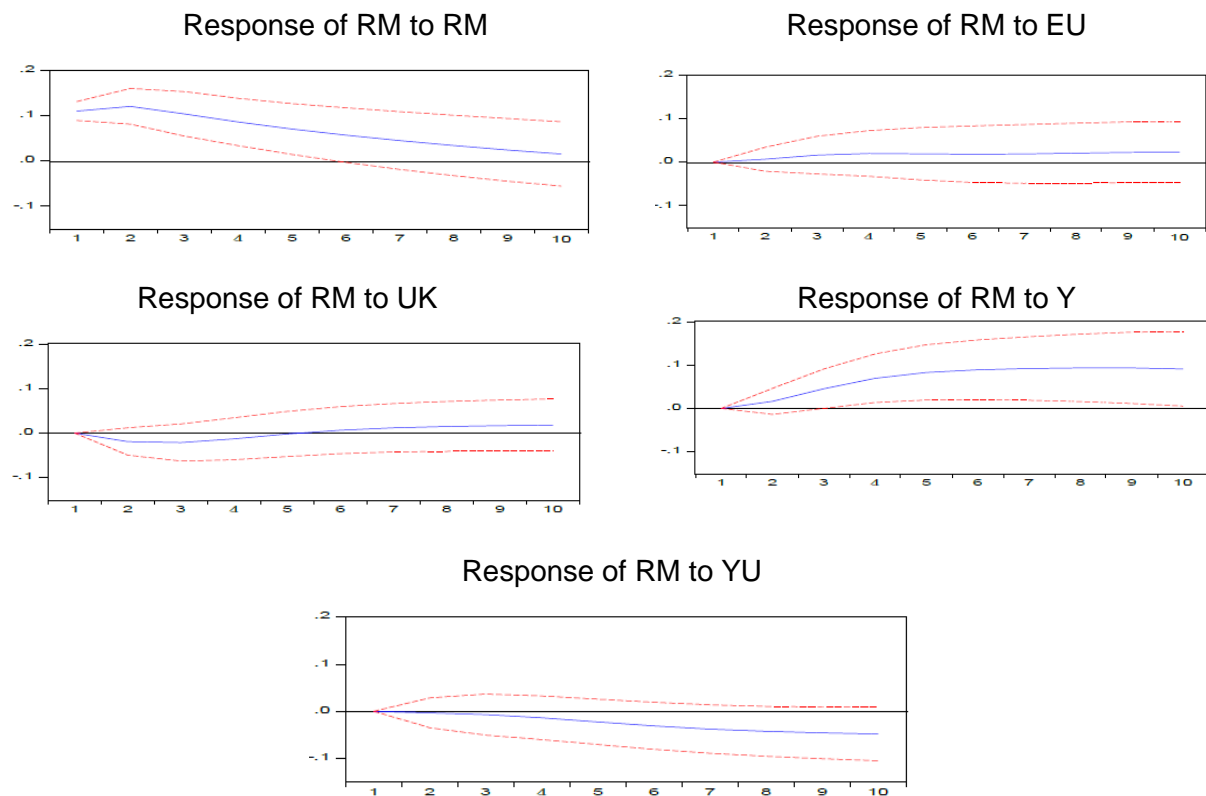 Response of RM to RM
.2
.1
.0
-.1
1 2 3 4 5 6 7 8 9 10
Response of RM to EU
.2
.1
.0
-.1
1 2 3 4 5 6 7 8 9 10
Response of RM to UK
.2
.1
.0
-.1
1 2 3 4 5 6 7 8 9 10
Response of RM to Y
.2
.1
.0
-.1
1 2 3 4 5 6 7 8 9 10
Response of RM to YU
.2
.1
.0
-.1
1 2 3 4 5 6 7 8 9 10